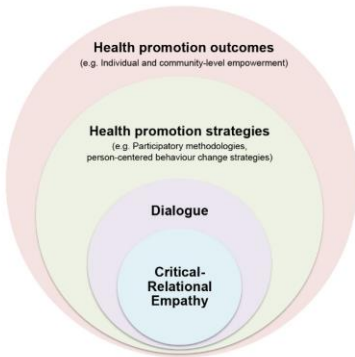 Health promotion outcomes
(e.g. Individual and community-level empowerment)
Health promotion strategies
(e.g. Participatory methodologies,
person-centered behaviour change strategies)
Dialogue
Critical-
Relational
Empathy